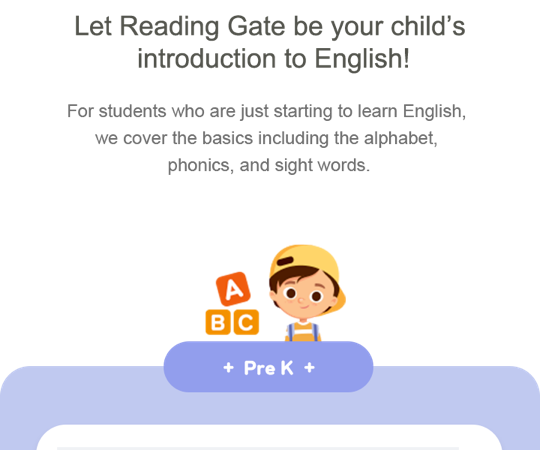 Let Reading Gate be your child’s
introduction to English!
For students who are just starting to learn English,
we cover the basics including the alphabet,
phonics, and sight words.
A
B C
+ Pre K +